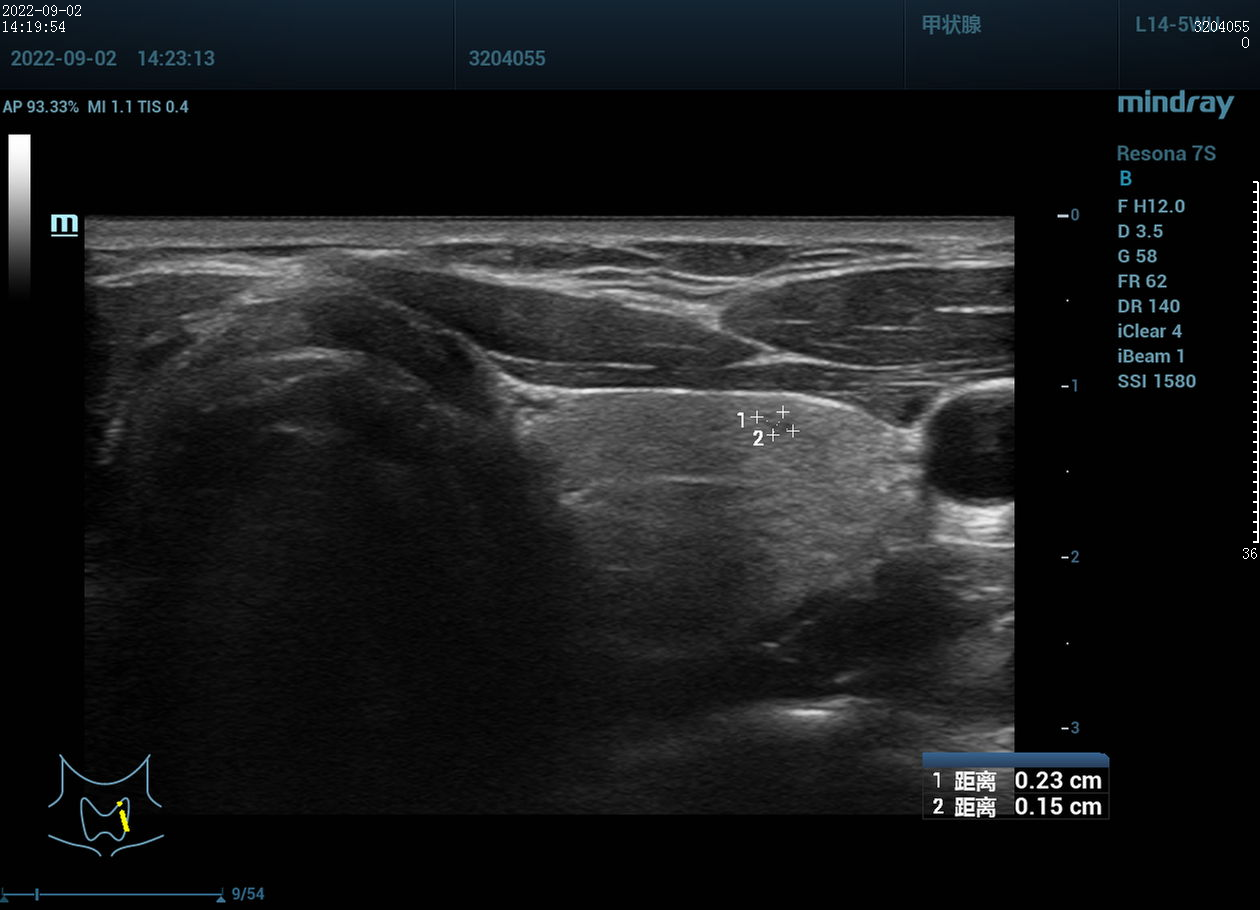 2022-09-02
14:19:54
2022-09-02 14:23:13
3204055
甲状腺
3204055
0
AP 93.33% MI 1.1 TIS 0.4
mindray
Resona 7S
B
F H12.0
D 3.5
G 58
FR 62
DR 140
iClear 4
iBeam 1
SSI 1580
m
0
1
2
3
1
2
36
1 距离 0.23 cm
2 距离 0.15 cm
9/54